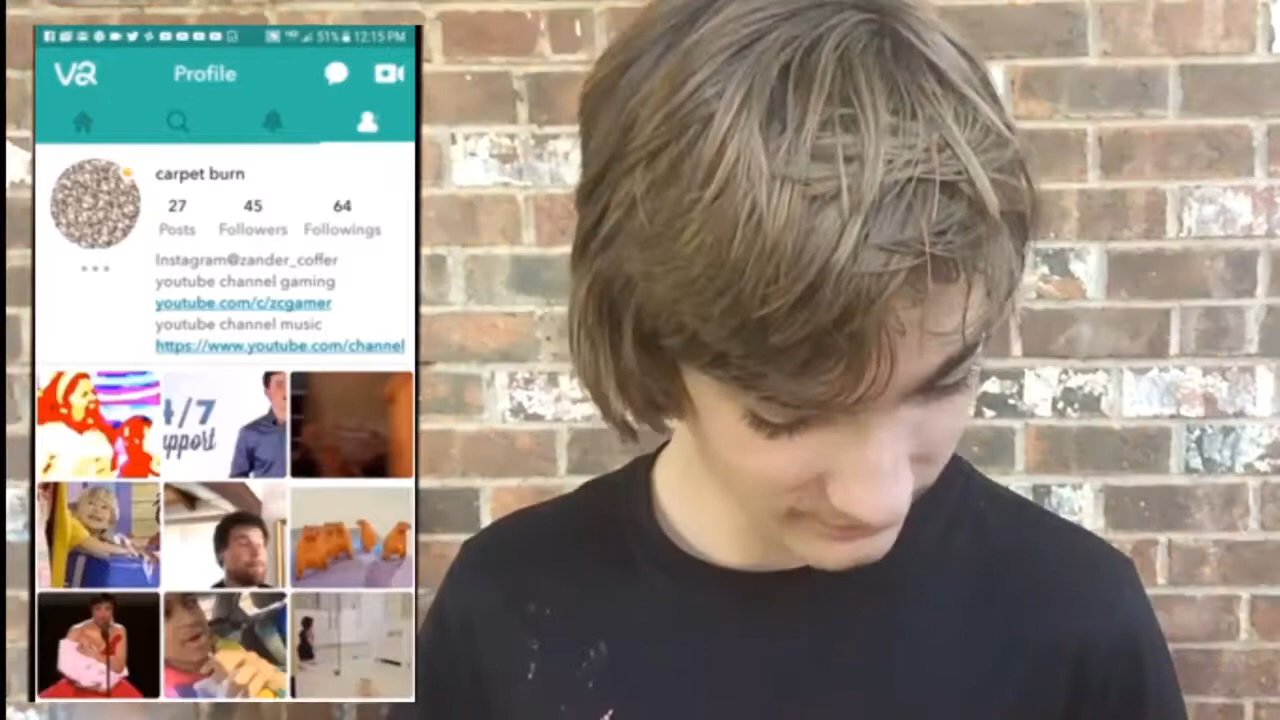 51% 12:15 PM
V2 Profile
carpet burn
27 45 64
Posts Followers Followings
Instagram@zander_coffer
youtube channel gaming
youtube.com/c/zcgamer
youtube channel music
https://www.youtube.com/channel
4/7
pport